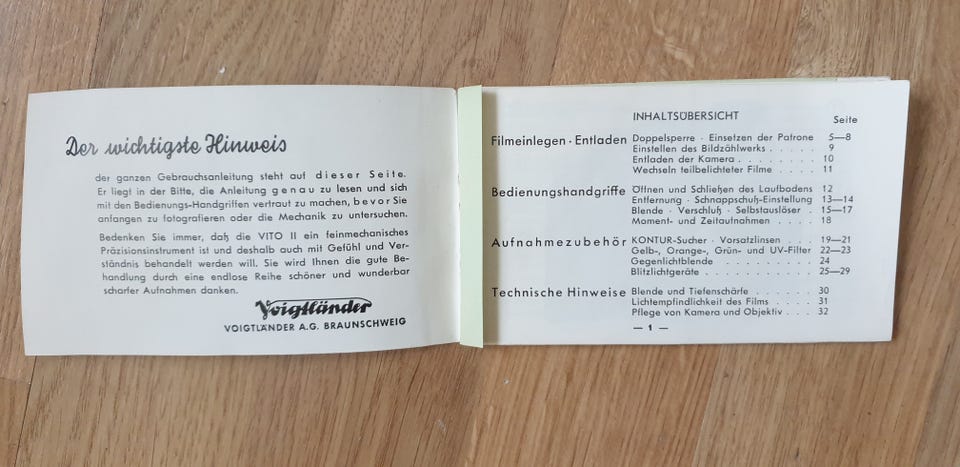 Der wichtigste Hinweis
der ganzen Gebrauchsanleitung steht auf dieser Seite.
Er liegt in der Bitte, die Anleitung genau zu lesen und sich
mit den Bedienungs-Handgriffen vertraut zu machen, bevor Sie
anfangen zu fotografieren oder die Mechanik zu untersuchen.
Bedenken Sie immer, daß die VITO II ein feinmechanisches
Präzisionsinstrument ist und deshalb auch mit Gefühl und Ver-
ständnis behandelt werden will. Sie wird Ihnen die gute Be-
handlung durch eine endlose Reihe schöner und wunderbar
scharfer Aufnahmen danken.
Voigtländer
VOIGTLÄNDER A.G. BRAUNSCHWEIG
INHALTSÜBERSICHT Seite
Filmeinlegen · Entladen Doppelsperre · Einsetzen der Patrone 5—8
Einstellen des Bildzählwerks . . . . . 9
Entladen der Kamera . . . . . . . . 10
Wechseln teilbelichteter Filme . . . . 11
Bedienungshandgriffe Öffnen und Schließen des Laufbodens 12
Entfernung · Schnappschuß-Einstellung 13—14
Blende · Verschluß · Selbstauslöser . 15—17
Moment- und Zeitaufnahmen . . . . 18
Aufnahmezubehör KONTUR-Sucher · Vorsatzlinsen . . . 19—21
Gelb-, Orange-, Grün- und UV-Filter 22—23
Gegenlichtblende . . . . . . . . . 24
Blitzlichtgeräte . . . . . . . . . . . 25—29
Technische Hinweise Blende und Tiefenschärfe . . . . . . 30
Lichtempfindlichkeit des Films . . . . 31
Pflege von Kamera und Objektiv . . . 32
— 1 —